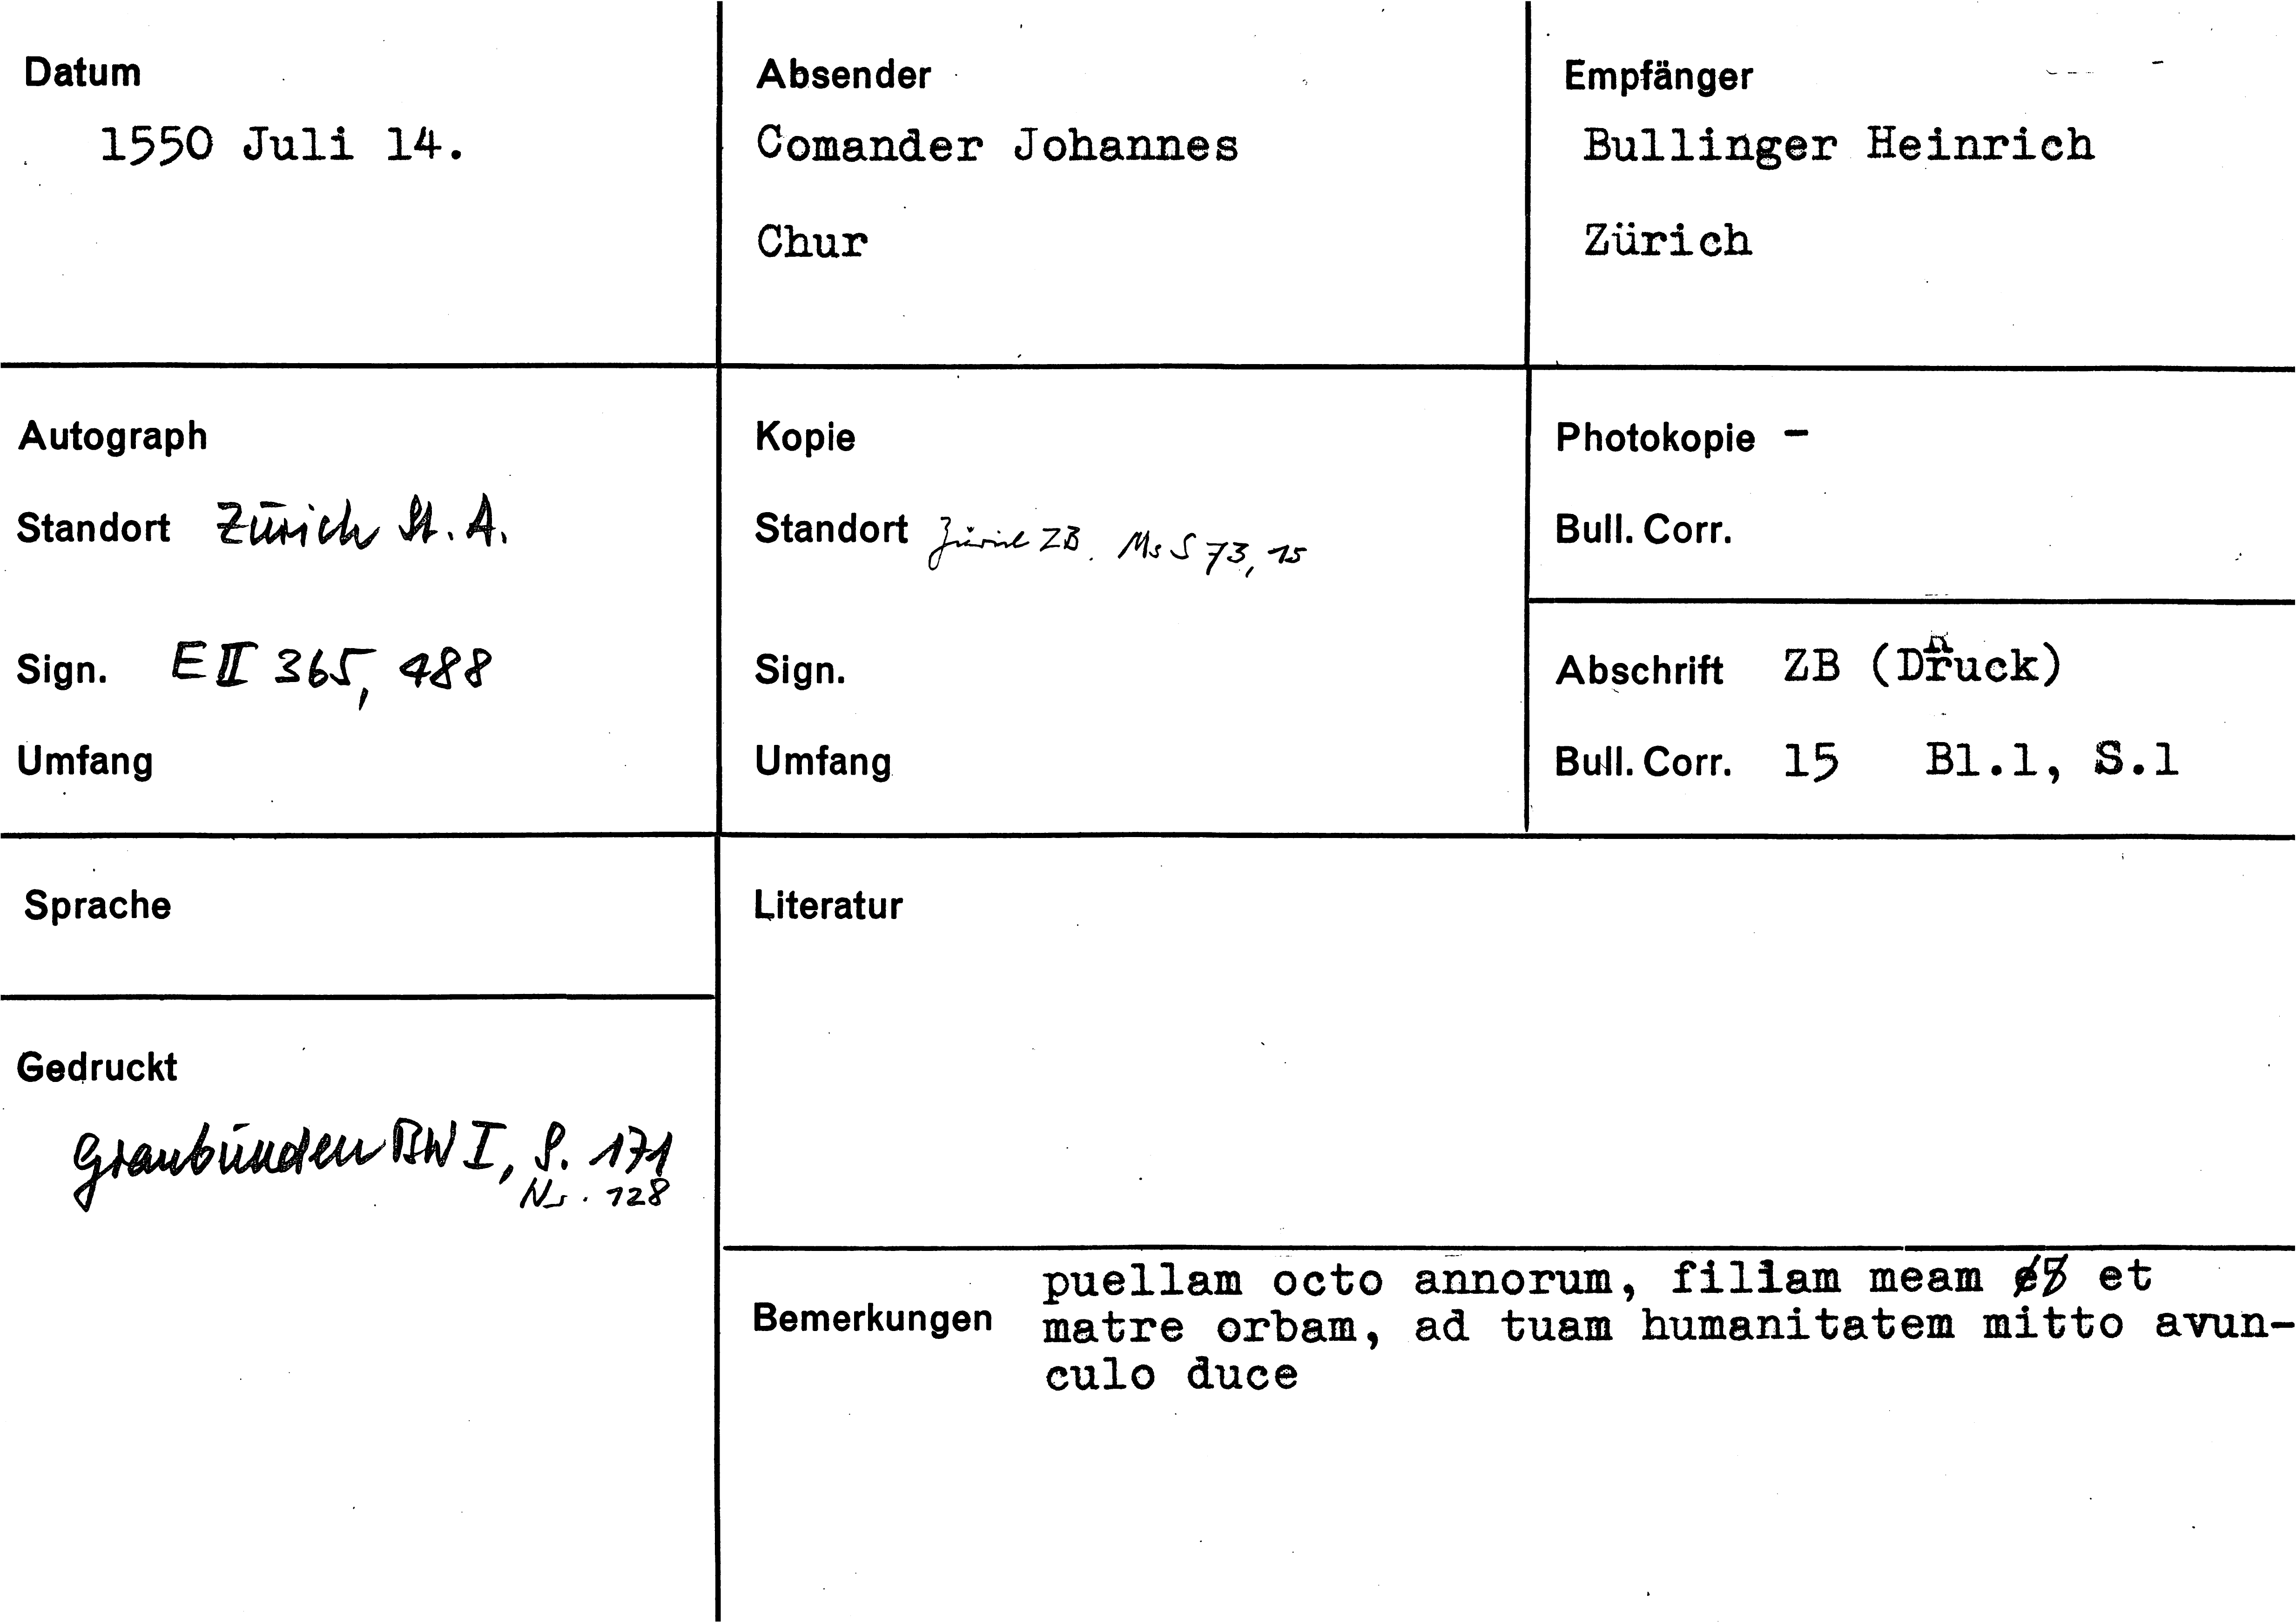 Datum
1550 Juli 14.
Absender
Comander Johannes
Chur
Empfänger
Bullinger Heinrich
Zürich
Autograph
Standort Zürich St. A.
Sign. E II 365, 488
Umfang
Kopie
Standort Zürich ZB. Ms S 73, 15
Sign.
Umfang
Photokopie -
Bull. Corr.
Abschrift ZB (Druck)
Bull. Corr. 15 Bl.1, S.1
Sprache
Gedruckt
Graubünden BW I, S. 171
Nr. 128
Literatur
Bemerkungen
puellam octo annorum, filiam meam et
matre orbam, ad tuam humanitatem mitto avun-
culo duce